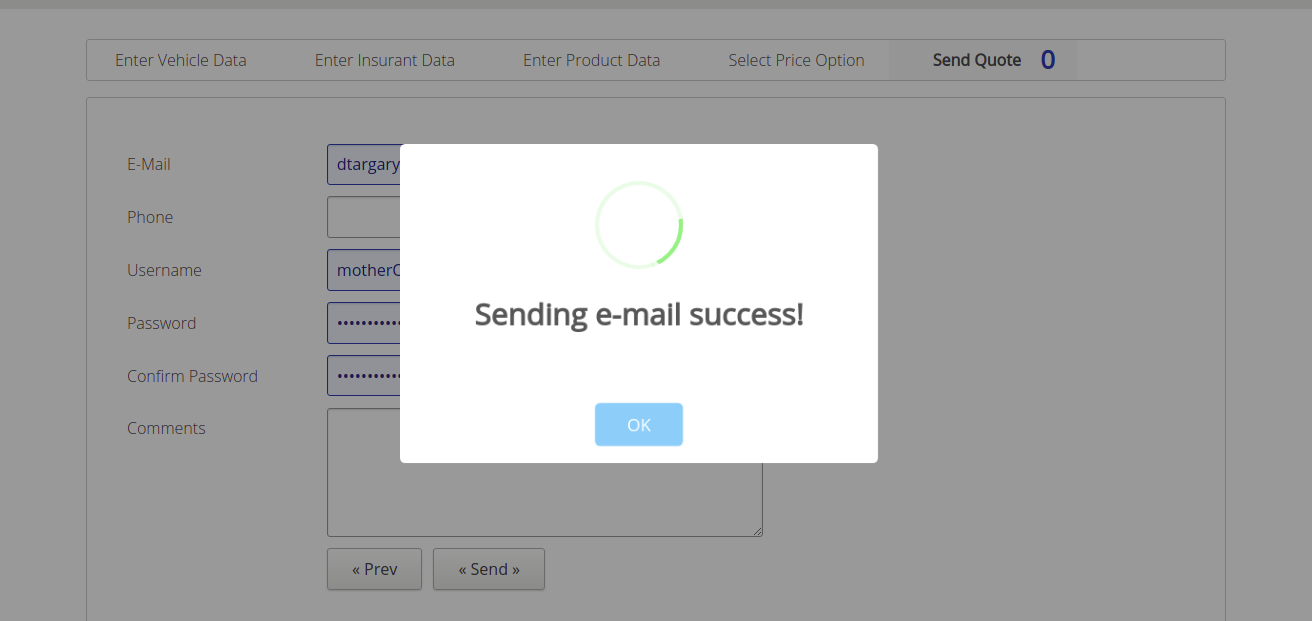 Enter Vehicle Data Enter Insurant Data Enter Product Data Select Price Option Send Quote 0
E-Mail dtargary
Phone
Username
Password ••••••••••
Confirm Password ••••••••••
Comments
Sending e-mail success!
OK
« Prev « Send »